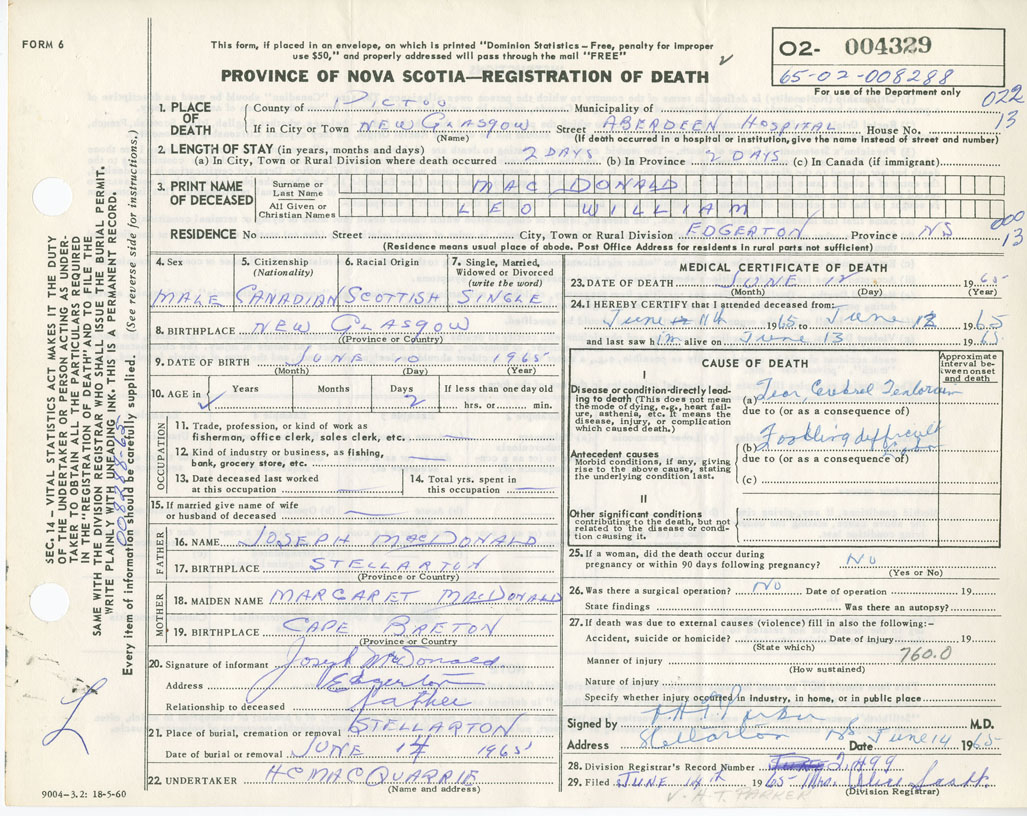 FORM 6
This form, if placed in an envelope, on which is printed "Dominion Statistics—Free, penalty for improper
use $50," and properly addressed will pass through the mail "FREE"
PROVINCE OF NOVA SCOTIA—REGISTRATION OF DEATH
02- 004329
65-02-008288
For use of the Department only
022
13
1. PLACE OF DEATH
County of PICTOU Municipality of
If in City or Town NEW GLASGOW Street ABERDEEN HOSPITAL House No.
(Name) (If death occurred in a hospital or institution, give the name instead of street and number)
2. LENGTH OF STAY (in years, months and days)
(a) In City, Town or Rural Division where death occurred 2 DAYS (b) In Province 2 DAYS (c) In Canada (if immigrant)
3. PRINT NAME OF DECEASED
Surname or Last Name MAC DONALD
All Given or Christian Names LEO WILLIAM
000
13
RESIDENCE No Street City, Town or Rural Division EDGERTON Province NS
(Residence means usual place of abode. Post Office Address for residents in rural parts not sufficient)
4. Sex
MALE
5. Citizenship (Nationality)
CANADIAN
6. Racial Origin
SCOTTISH
7. Single, Married, Widowed or Divorced (write the word)
SINGLE
8. BIRTHPLACE NEW GLASGOW
(Province or Country)
9. DATE OF BIRTH JUNE 10 1965
(Month) (Day) (Year)
10. AGE in Years Months Days If less than one day old
2 hrs. or min.
OCCUPATION
11. Trade, profession, or kind of work as
fisherman, office clerk, sales clerk, etc.
12. Kind of industry or business, as fishing,
bank, grocery store, etc.
13. Date deceased last worked
at this occupation
14. Total yrs. spent in
this occupation
15. If married give name of wife
or husband of deceased
FATHER
16. NAME JOSEPH MACDONALD
17. BIRTHPLACE STELLARTON
(Province or Country)
MOTHER
18. MAIDEN NAME MARGARET MACDONALD
19. BIRTHPLACE CAPE BRETON
(Province or Country
20. Signature of informant Joseph McDonald
Address Edgerton
Relationship to deceased father
21. Place of burial, cremation or removal STELLARTON
Date of burial or removal JUNE 14 1965
22. UNDERTAKER HC MACQUARRIE
(Name and address)
MEDICAL CERTIFICATE OF DEATH
23. DATE OF DEATH JUNE 12 1965
(Month) (Day) (Year)
24. I HEREBY CERTIFY that I attended deceased from:
June 11th 1965 to June 12 1965
and last saw him alive on June 13 1965
CAUSE OF DEATH
Approximate interval between onset and death
I
Disease or condition directly leading to death (This does not mean the mode of dying, e.g., heart failure, asthenia, etc. It means the disease, injury, or complication which caused death.)
(a) Tear, Cerebral Tentorium
due to (or as a consequence of)
Antecedent causes
Morbid conditions, if any, giving rise to the above cause, stating the underlying condition last.
(b) Footling difficult
due to (or as a consequence of)
(c)
II
Other significant conditions
contributing to the death, but not related to the disease or condition causing it.
25. If a woman, did the death occur during
pregnancy or within 90 days following pregnancy? No
(Yes or No)
26. Was there a surgical operation? No Date of operation 19
State findings Was there an autopsy?
27. If death was due to external causes (violence) fill in also the following:-
Accident, suicide or homicide? Date of injury 19
(State which)
760.0
Manner of injury
(How sustained)
Nature of injury
Specify whether injury occurred in industry, in home, or in public place
Signed by H T Parker M.D.
Address Stellarton NS Date June 14 1965
28. Division Registrar's Record Number 2499
29. Filed JUNE 14th 1965 Mrs. Alice Scott
(Division Registrar)
V. H.T. PARKER
9004-3.2: 18-5-60
SEC. 14 — VITAL STATISTICS ACT MAKES IT THE DUTY
OF THE UNDERTAKER OR PERSON ACTING AS UNDER-
TAKER TO OBTAIN ALL THE PARTICULARS REQUIRED
IN THE "REGISTRATION OF DEATH" AND TO FILE THE
SAME WITH THE DIVISION REGISTRAR WHO SHALL ISSUE THE BURIAL PERMIT.
WRITE PLAINLY WITH UNFADING INK. THIS IS A PERMANENT RECORD.
Every item of information should be carefully supplied. (See reverse side for instructions.)
008288-65